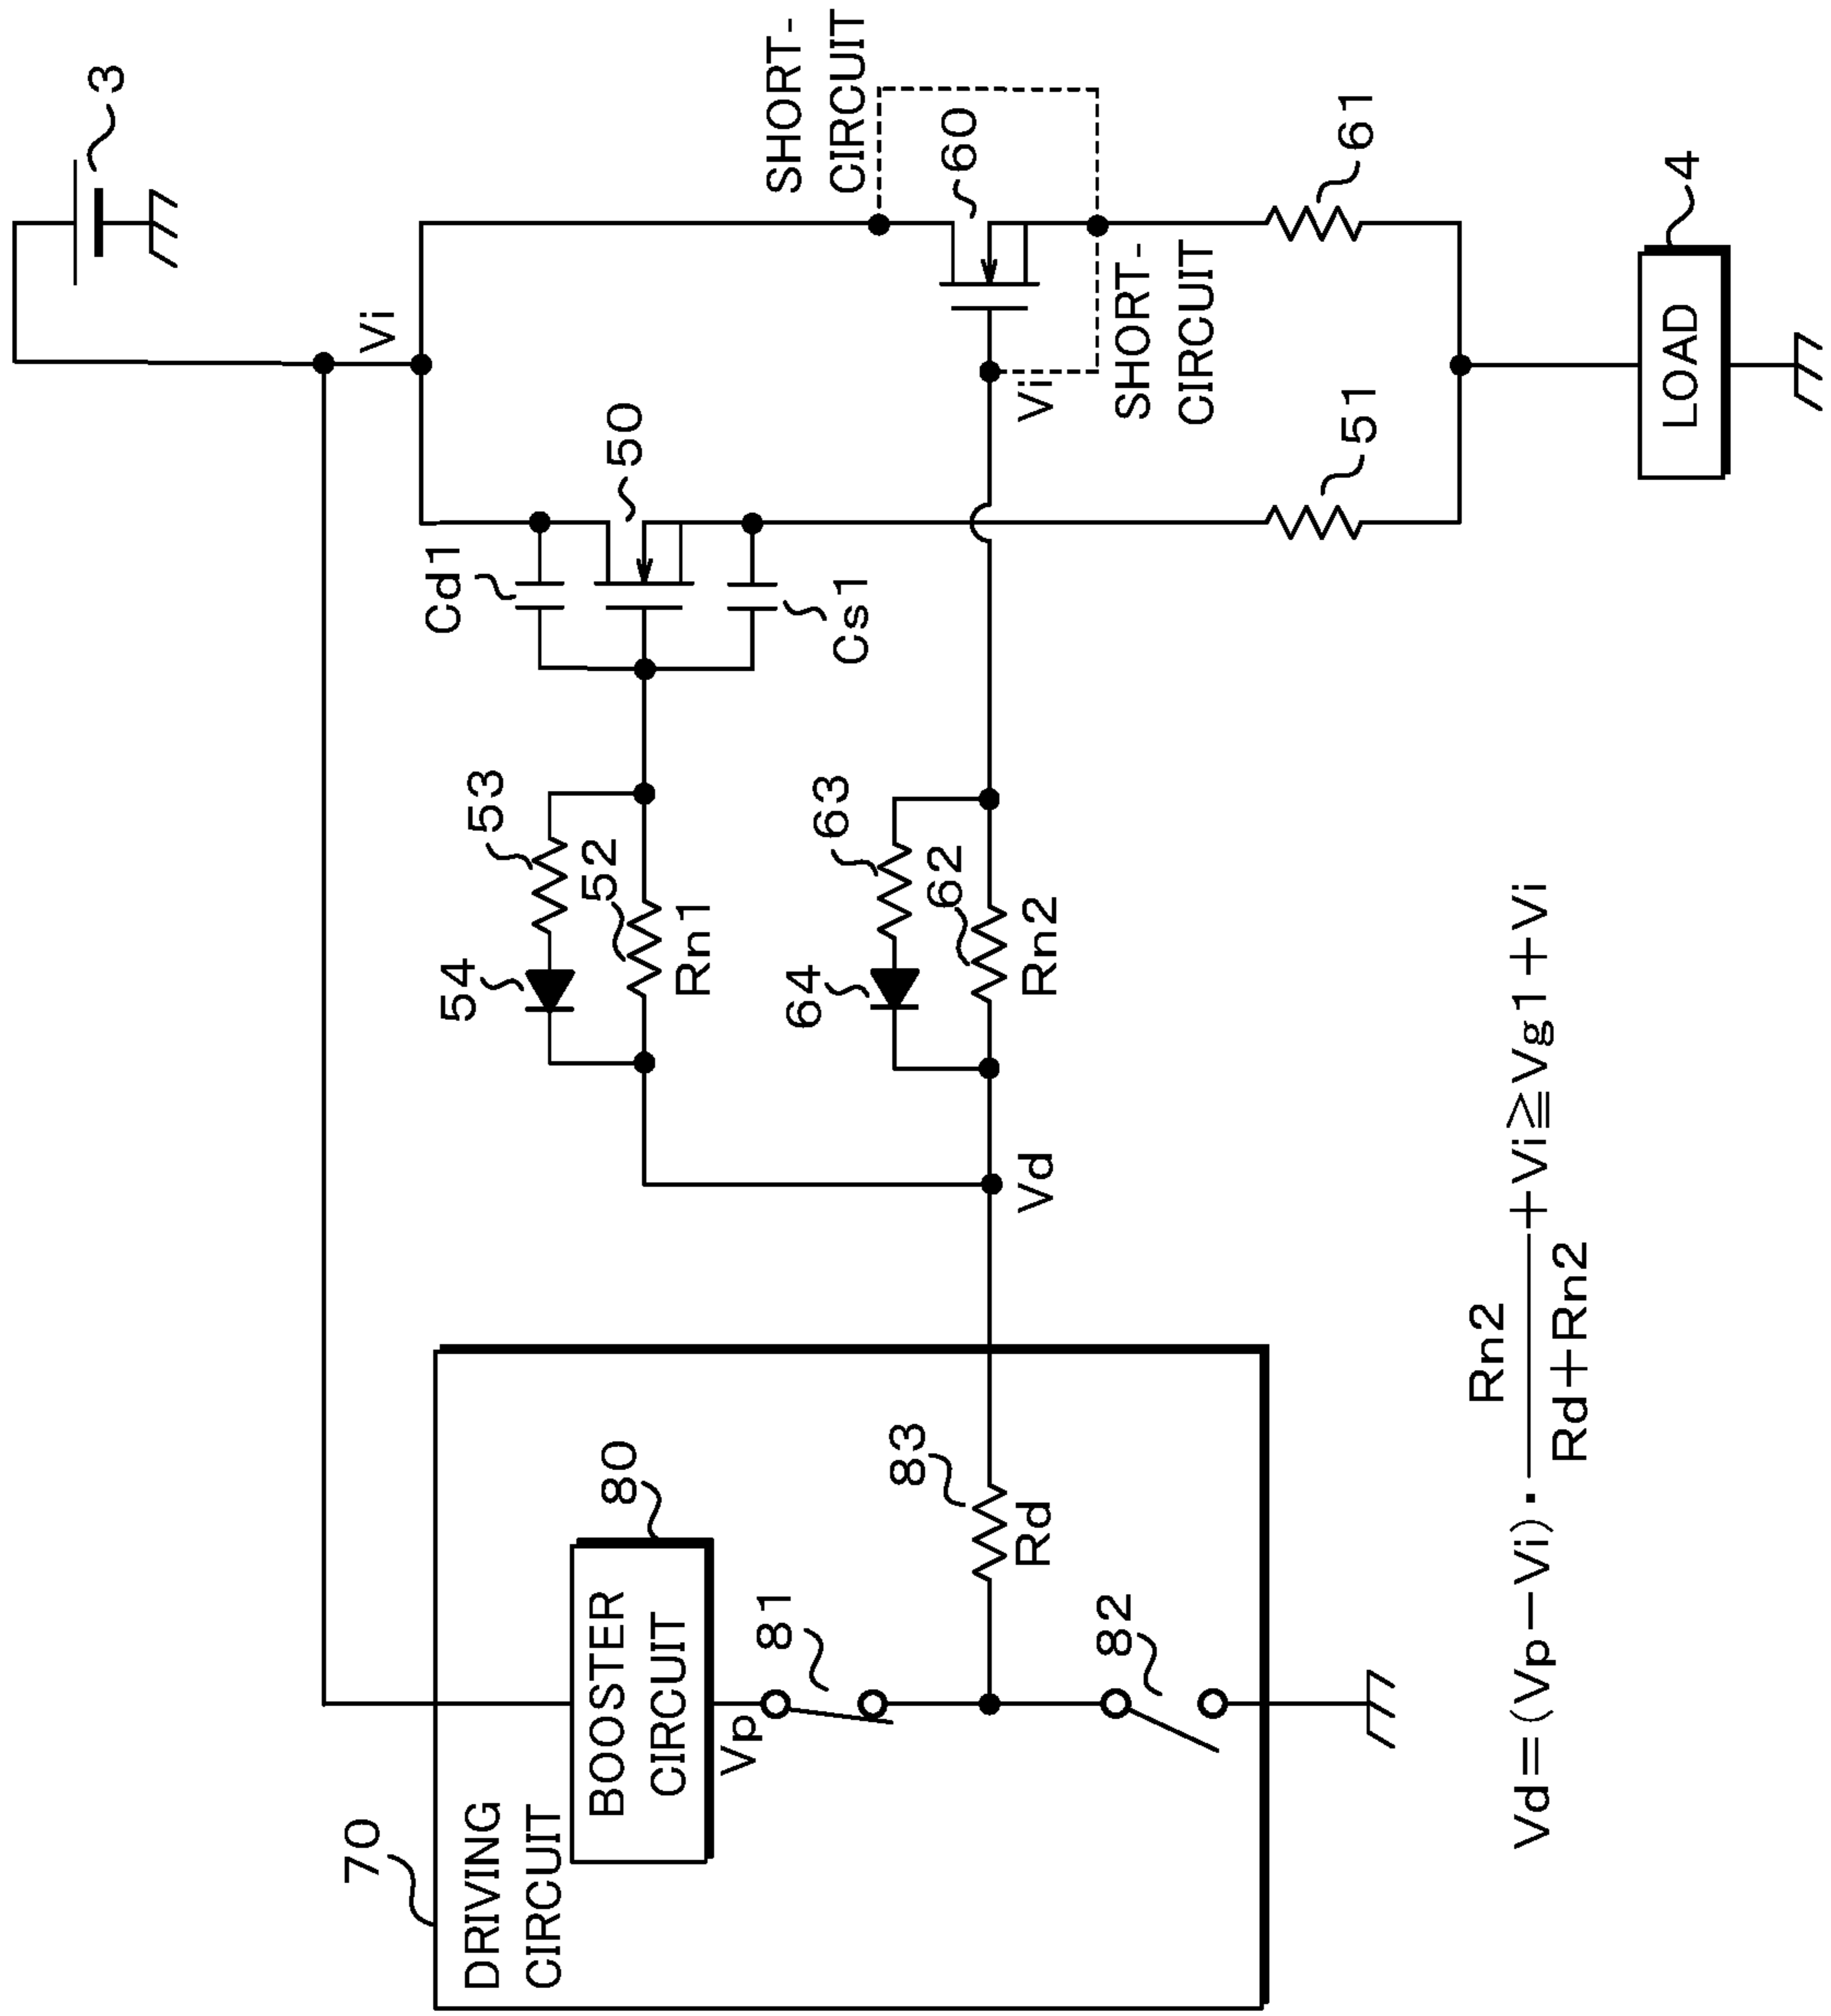 3
Vi
SHORT-
CIRCUIT
60
50
Cd1
Cs1
Vi
SHORT-
CIRCUIT
61
51
4
LOAD
53
54
52
Rn1
63
64
62
Rn2
Vd
70
DRIVING
CIRCUIT
80
BOOSTER
CIRCUIT
Vp
81
82
83
Rd
Vd=(Vp−Vi)·Rn2/Rd+Rn2+Vi≧Vg1+Vi